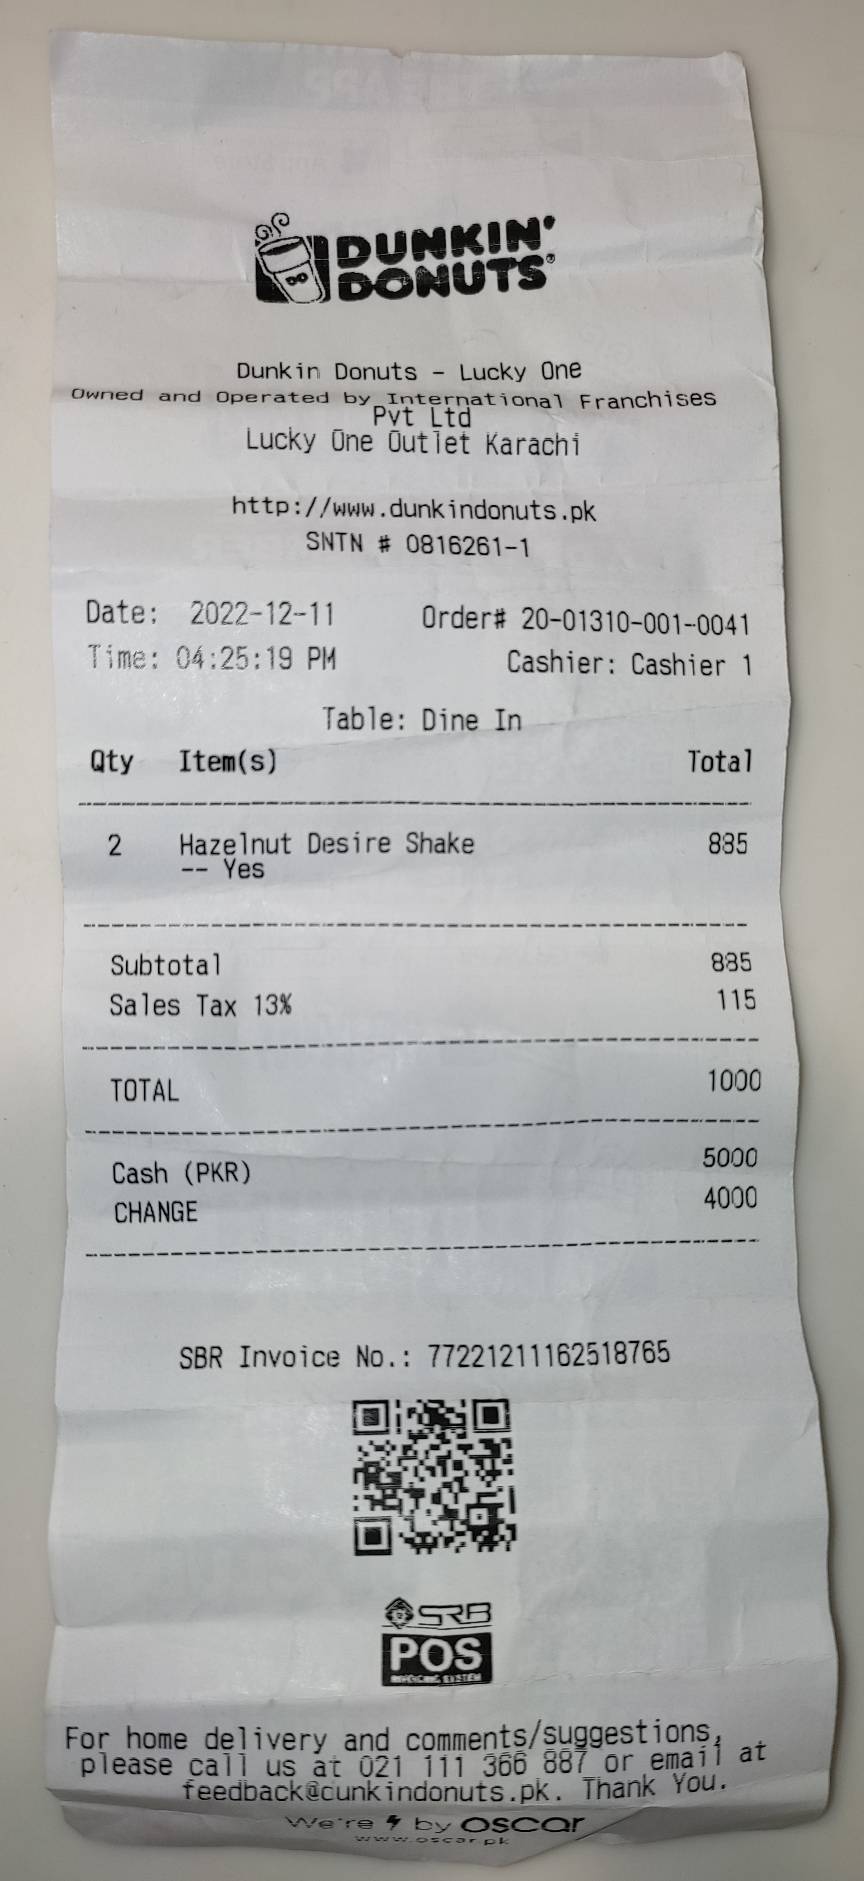 DUNKIN'
DONUTS®
Dunkin Donuts - Lucky One
Owned and Operated by International Franchises
Pvt Ltd
Lucky One Outlet Karachi
http://www.dunkindonuts.pk
SNTN # 0816261-1
Date: 2022-12-11 Order# 20-01310-001-0041
Time: 04:25:19 PM Cashier: Cashier 1
Table: Dine In
Qty Item(s) Total
2 Hazelnut Desire Shake 885
-- Yes
Subtotal 885
Sales Tax 13% 115
TOTAL 1000
Cash (PKR) 5000
CHANGE 4000
SBR Invoice No.: 77221211162518765
SRB
POS
INVOICING SYSTEM
For home delivery and comments/suggestions,
please call us at 021 111 366 887 or email at
feedback@cunkindonuts.pk. Thank You.
We're by oscar
www.oscar.pk